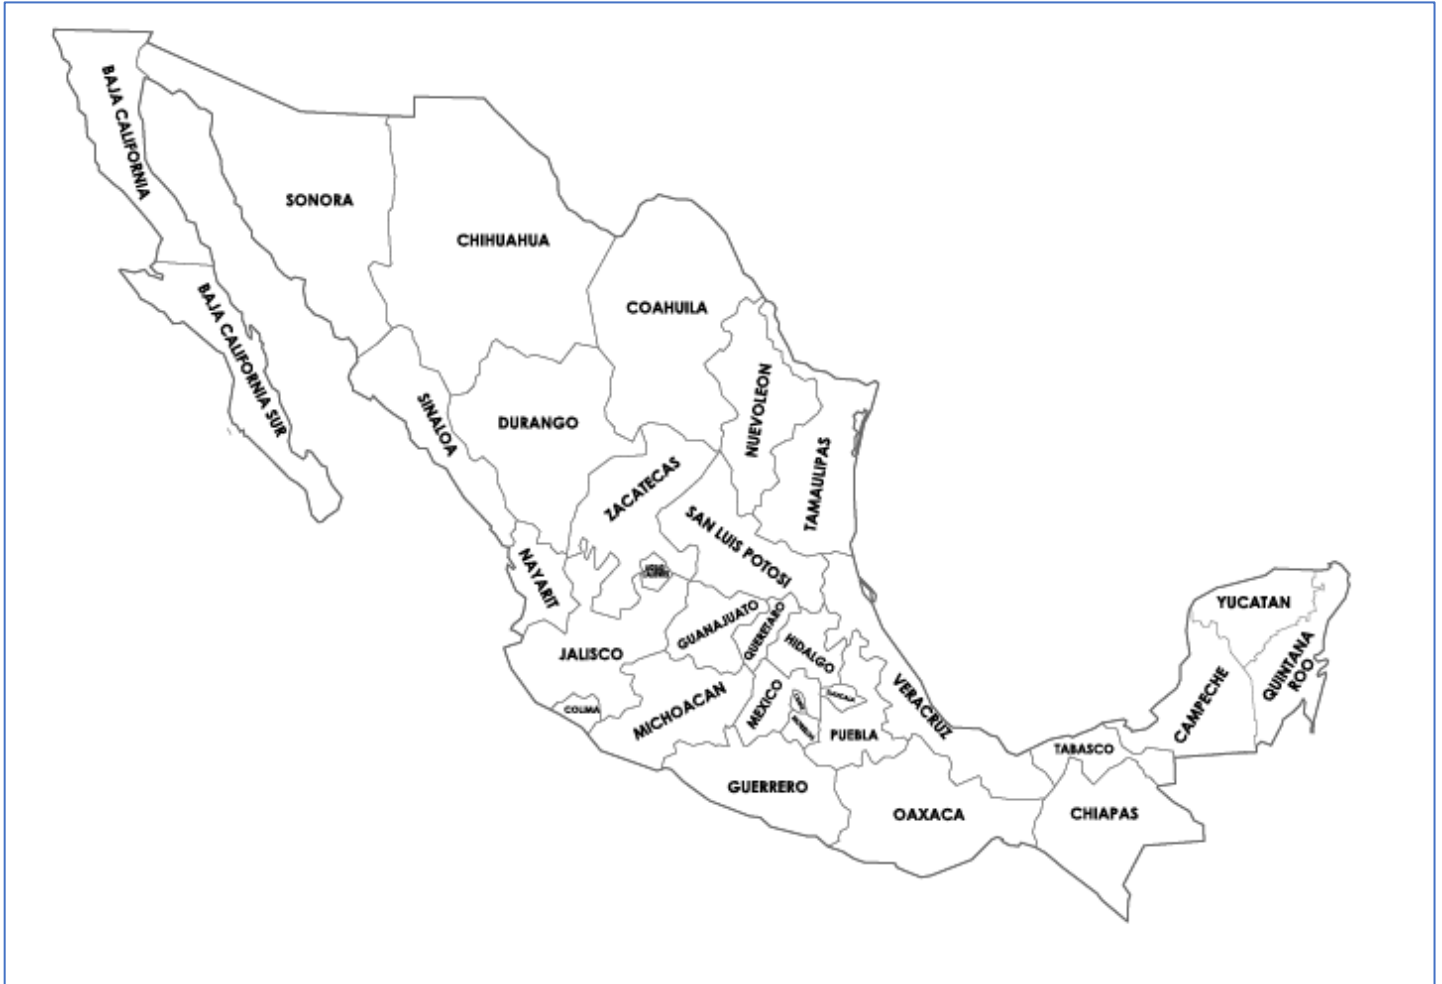 BAJA CALIFORNIA
SONORA
CHIHUAHUA
COAHUILA
BAJA CALIFORNIA SUR
NUEVOLEON
SINALOA
DURANGO
TAMAULIPAS
ZACATECAS
SAN LUIS POTOSI
NAYARIT
YUCATAN
GUANAJUATO
QUERETARO
HIDALGO
JALISCO
QUINTANA
ROO
MICHOACAN
MEXICO
TLAXCALA
VERACRUZ
CAMPECHE
COLIMA
PUEBLA
TABASCO
GUERRERO
OAXACA
CHIAPAS